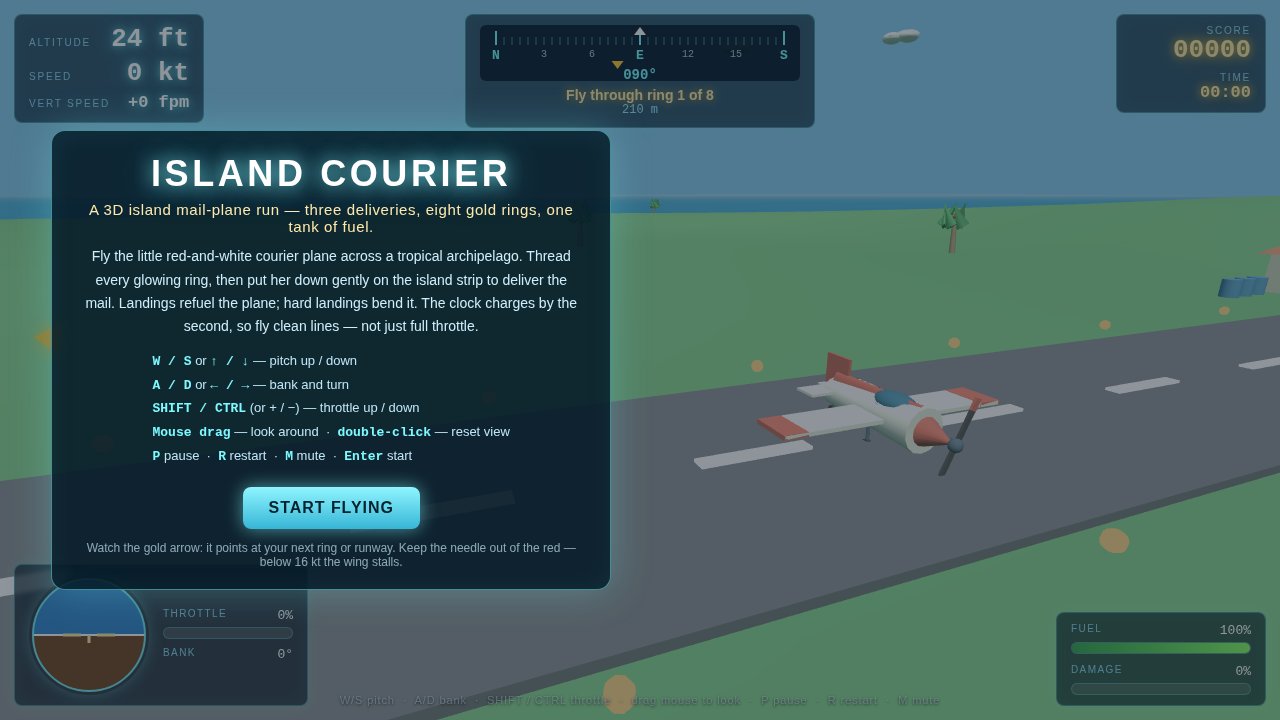 ALTITUDE 24 ft
SPEED 0 kt
VERT SPEED +0 fpm
N 3 6 E 12 15 S
090°
Fly through ring 1 of 8
210 m
SCORE
00000
TIME
00:00
ISLAND COURIER
A 3D island mail-plane run — three deliveries, eight gold rings, one
tank of fuel.
Fly the little red-and-white courier plane across a tropical archipelago. Thread
every glowing ring, then put her down gently on the island strip to deliver the
mail. Landings refuel the plane; hard landings bend it. The clock charges by the
second, so fly clean lines — not just full throttle.
W / S or ↑ / ↓ — pitch up / down
A / D or ← / → — bank and turn
SHIFT / CTRL (or + / −) — throttle up / down
Mouse drag — look around · double-click — reset view
P pause · R restart · M mute · Enter start
START FLYING
Watch the gold arrow: it points at your next ring or runway. Keep the needle out of the red —
below 16 kt the wing stalls.
THROTTLE 0%
BANK 0°
W/S pitch · A/D bank · SHIFT / CTRL throttle · drag mouse to look · P pause · R restart · M mute
FUEL 100%
DAMAGE 0%